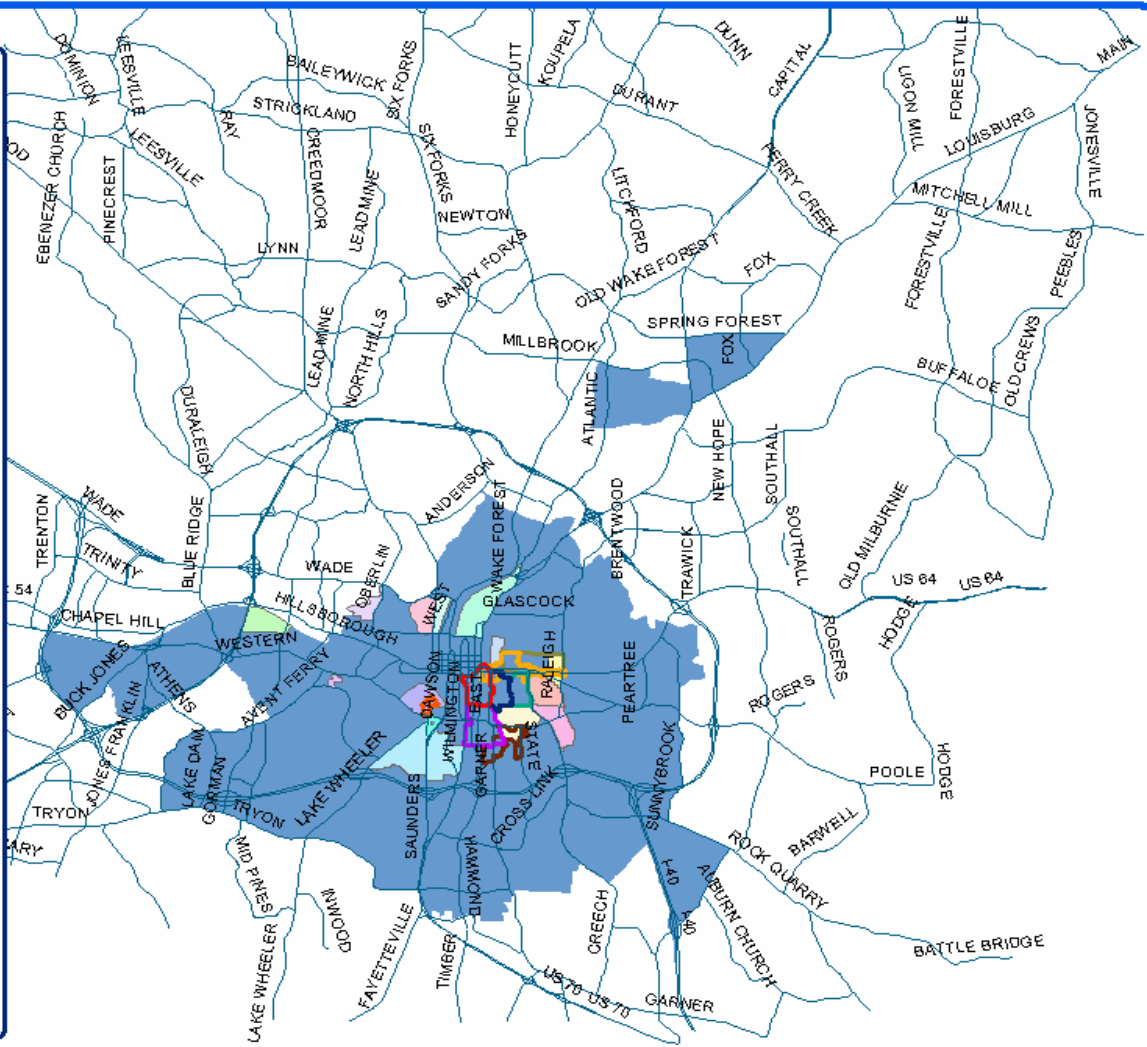 DOMINION
LEESVILLE
BAILEYWICK
SIX FORKS
HONEYCUTT
KOUPELA
DUNN
CAPITAL
FORESTVILLE
MAIN
LIGON MILL
DURANT
STRICKLAND
RAY
CREEDMOOR
SIX FORKS
LOUISBURG
JONESVILLE
EBENEZER CHURCH
OOD
LEESVILLE
PINECREST
LEADMINE
LITCHFORD
PERRY CREEK
MITCHELL MILL
NEWTON
LYNN
SANDY FORKS
OLD WAKE FOREST
FOX
FORESTVILLE
PEEBLES
SPRING FOREST
LEADMINE
NORTH HILLS
MILLBROOK
FOX
OLD CREWS
BUFFALOE
DURALEIGH
ATLANTIC
NEW HOPE
SOUTHALL
ANDERSON
WAKE FOREST
BRENTWOOD
WADE
TRENTON
BLUE RIDGE
SOUTHALL
OLD MILBURNIE
TRINITY
WADE
OBERLIN
TRAWICK
US 64
US 64
54
CHAPEL HILL
HILLSBOROUGH
WEST
GLASCOCK
HODGE
WESTERN
ROGERS
BUCK JONES
ATHENS
AVENT FERRY
DAWSON
WILMINGTON
EAST
RALEIGH
PEARTREE
ROGERS
JONES FRANKLIN
LAKE DAM
GORMAN
LAKE WHEELER
GARNER
STATE
SUNNYBROOK
POOLE
HODGE
TRYON
TRYON
SAUNDERS
CROSS LINK
BARWELL
ARY
MID PINES
HAMMOND
I-40
ROCK QUARRY
INWOOD
AUBURN CHURCH
LAKE WHEELER
FAYETTEVILLE
TIMBER
CREECH
I-40
BATTLE BRIDGE
US 70
US 70
GARNER